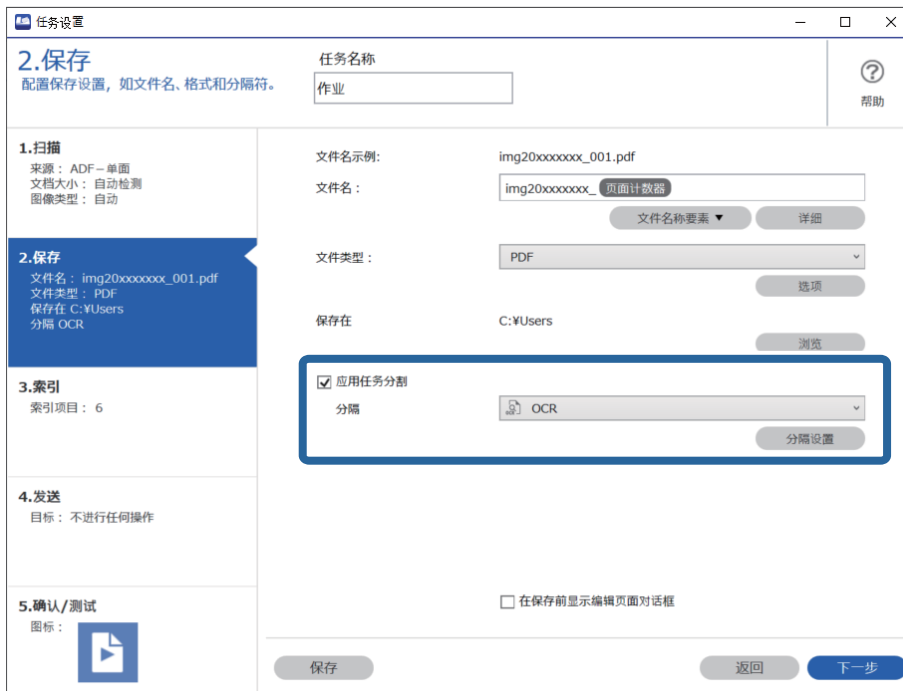 任务设置
2.保存
配置保存设置，如文件名、格式和分隔符。
任务名称
作业
帮助
1.扫描
来源： ADF－单面
文档大小： 自动检测
图像类型： 自动
2.保存
文件名： img20xxxxxxx_001.pdf
文件类型： PDF
保存在 C:¥Users
分隔 OCR
3.索引
索引项目： 6
4.发送
目标： 不进行任何操作
5.确认/测试
图标：
文件名示例:
img20xxxxxxx_001.pdf
文件名：
img20xxxxxxx_ 页面计数器
文件名称要素 ▼
详细
文件类型：
PDF
选项
保存在
C:¥Users
浏览
应用任务分割
分隔
OCR
分隔设置
在保存前显示编辑页面对话框
保存
返回
下一步